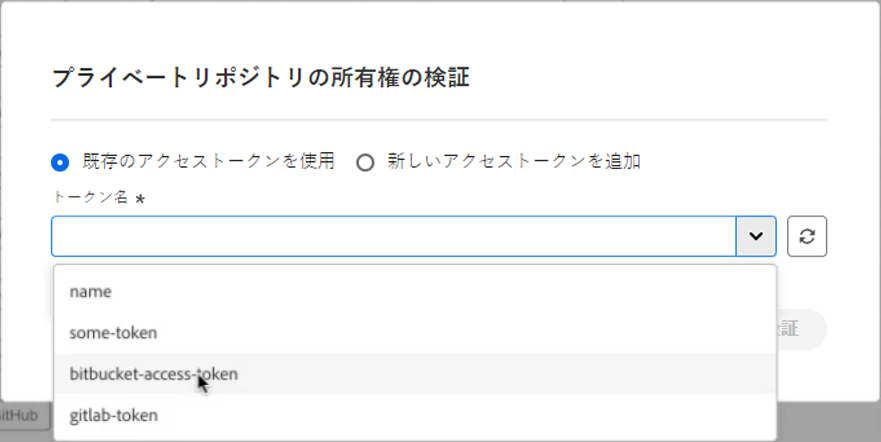 プライベートリポジトリの所有権の検証
既存のアクセストークンを使用 新しいアクセストークンを追加
トークン名 *
name
some-token
証
bitbucket-access-token
gitlab-token
itHub